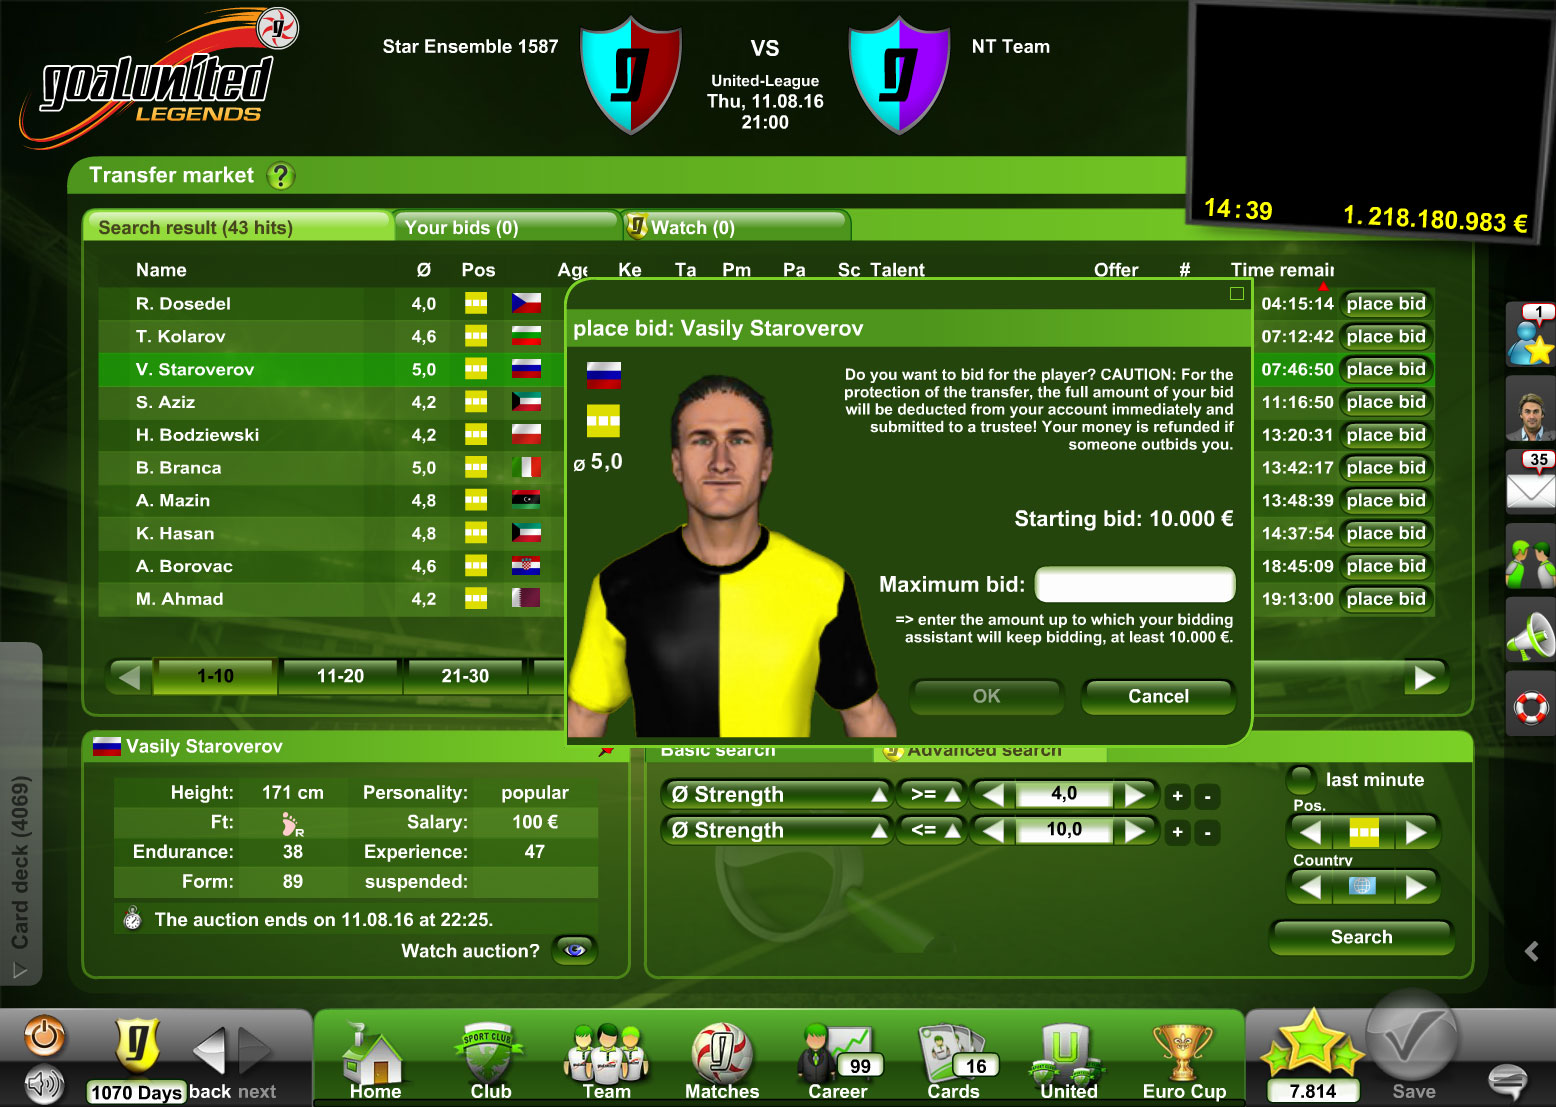 goalunited
LEGENDS
Star Ensemble 1587
VS
NT Team
United-League
Thu, 11.08.16
21:00
14:39
1.218.180.983 €
Transfer market ?
Search result (43 hits)
Your bids (0)
Watch (0)
Name Ø Pos Age Ke Ta Pm Pa Sc Talent Offer # Time remain
R. Dosedel 4,0 04:15:14 place bid
T. Kolarov 4,6 07:12:42 place bid
V. Staroverov 5,0 07:46:50 place bid
S. Aziz 4,2 11:16:50 place bid
H. Bodziewski 4,2 13:20:31 place bid
B. Branca 5,0 13:42:17 place bid
A. Mazin 4,8 13:48:39 place bid
K. Hasan 4,8 14:37:54 place bid
A. Borovac 4,6 18:45:09 place bid
M. Ahmad 4,2 19:13:00 place bid
1-10 11-20 21-30
place bid: Vasily Staroverov
ø 5,0
Do you want to bid for the player? CAUTION: For the
protection of the transfer, the full amount of your bid
will be deducted from your account immediately and
submitted to a trustee! Your money is refunded if
someone outbids you.
Starting bid: 10.000 €
Maximum bid:
=> enter the amount up to which your bidding
assistant will keep bidding, at least 10.000 €.
OK
Cancel
1
35
Card deck (4069)
Vasily Staroverov
Height: 171 cm Personality: popular
Ft: R Salary: 100 €
Endurance: 38 Experience: 47
Form: 89 suspended:
The auction ends on 11.08.16 at 22:25.
Watch auction?
Basic search
Advanced search
Ø Strength >= 4,0 + -
Ø Strength <= 10,0 + -
last minute
Pos.
Country
Search
1070 Days
back
next
Home
SPORT CLUB
Club
Team
Matches
99
Career
16
Cards
U
United
Euro Cup
7.814
Save